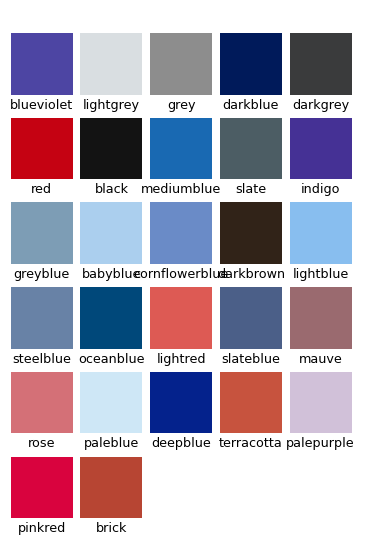 blueviolet lightgrey grey darkblue darkgrey
red black mediumblue slate indigo
greyblue babyblue cornflowerblue darkbrown lightblue
steelblue oceanblue lightred slateblue mauve
rose paleblue deepblue terracotta palepurple
pinkred brick